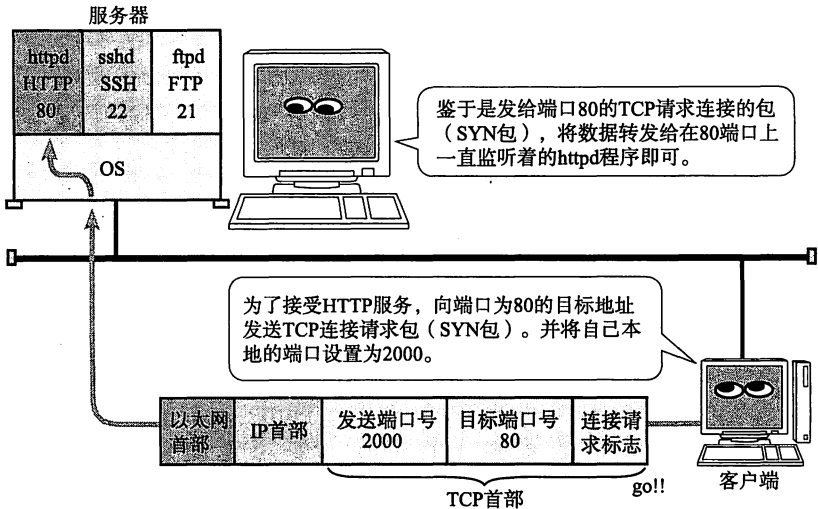 服务器
httpd
HTTP
80
sshd
SSH
22
ftpd
FTP
21
OS
鉴于是发给端口80的TCP请求连接的包
（SYN包），将数据转发给在80端口上
一直监听着的httpd程序即可。
为了接受HTTP服务，向端口为80的目标地址
发送TCP连接请求包（SYN包）。并将自己本
地的端口设置为2000。
以太网
首部
IP首部
发送端口号
2000
目标端口号
80
连接请
求标志
TCP首部
go!!
客户端